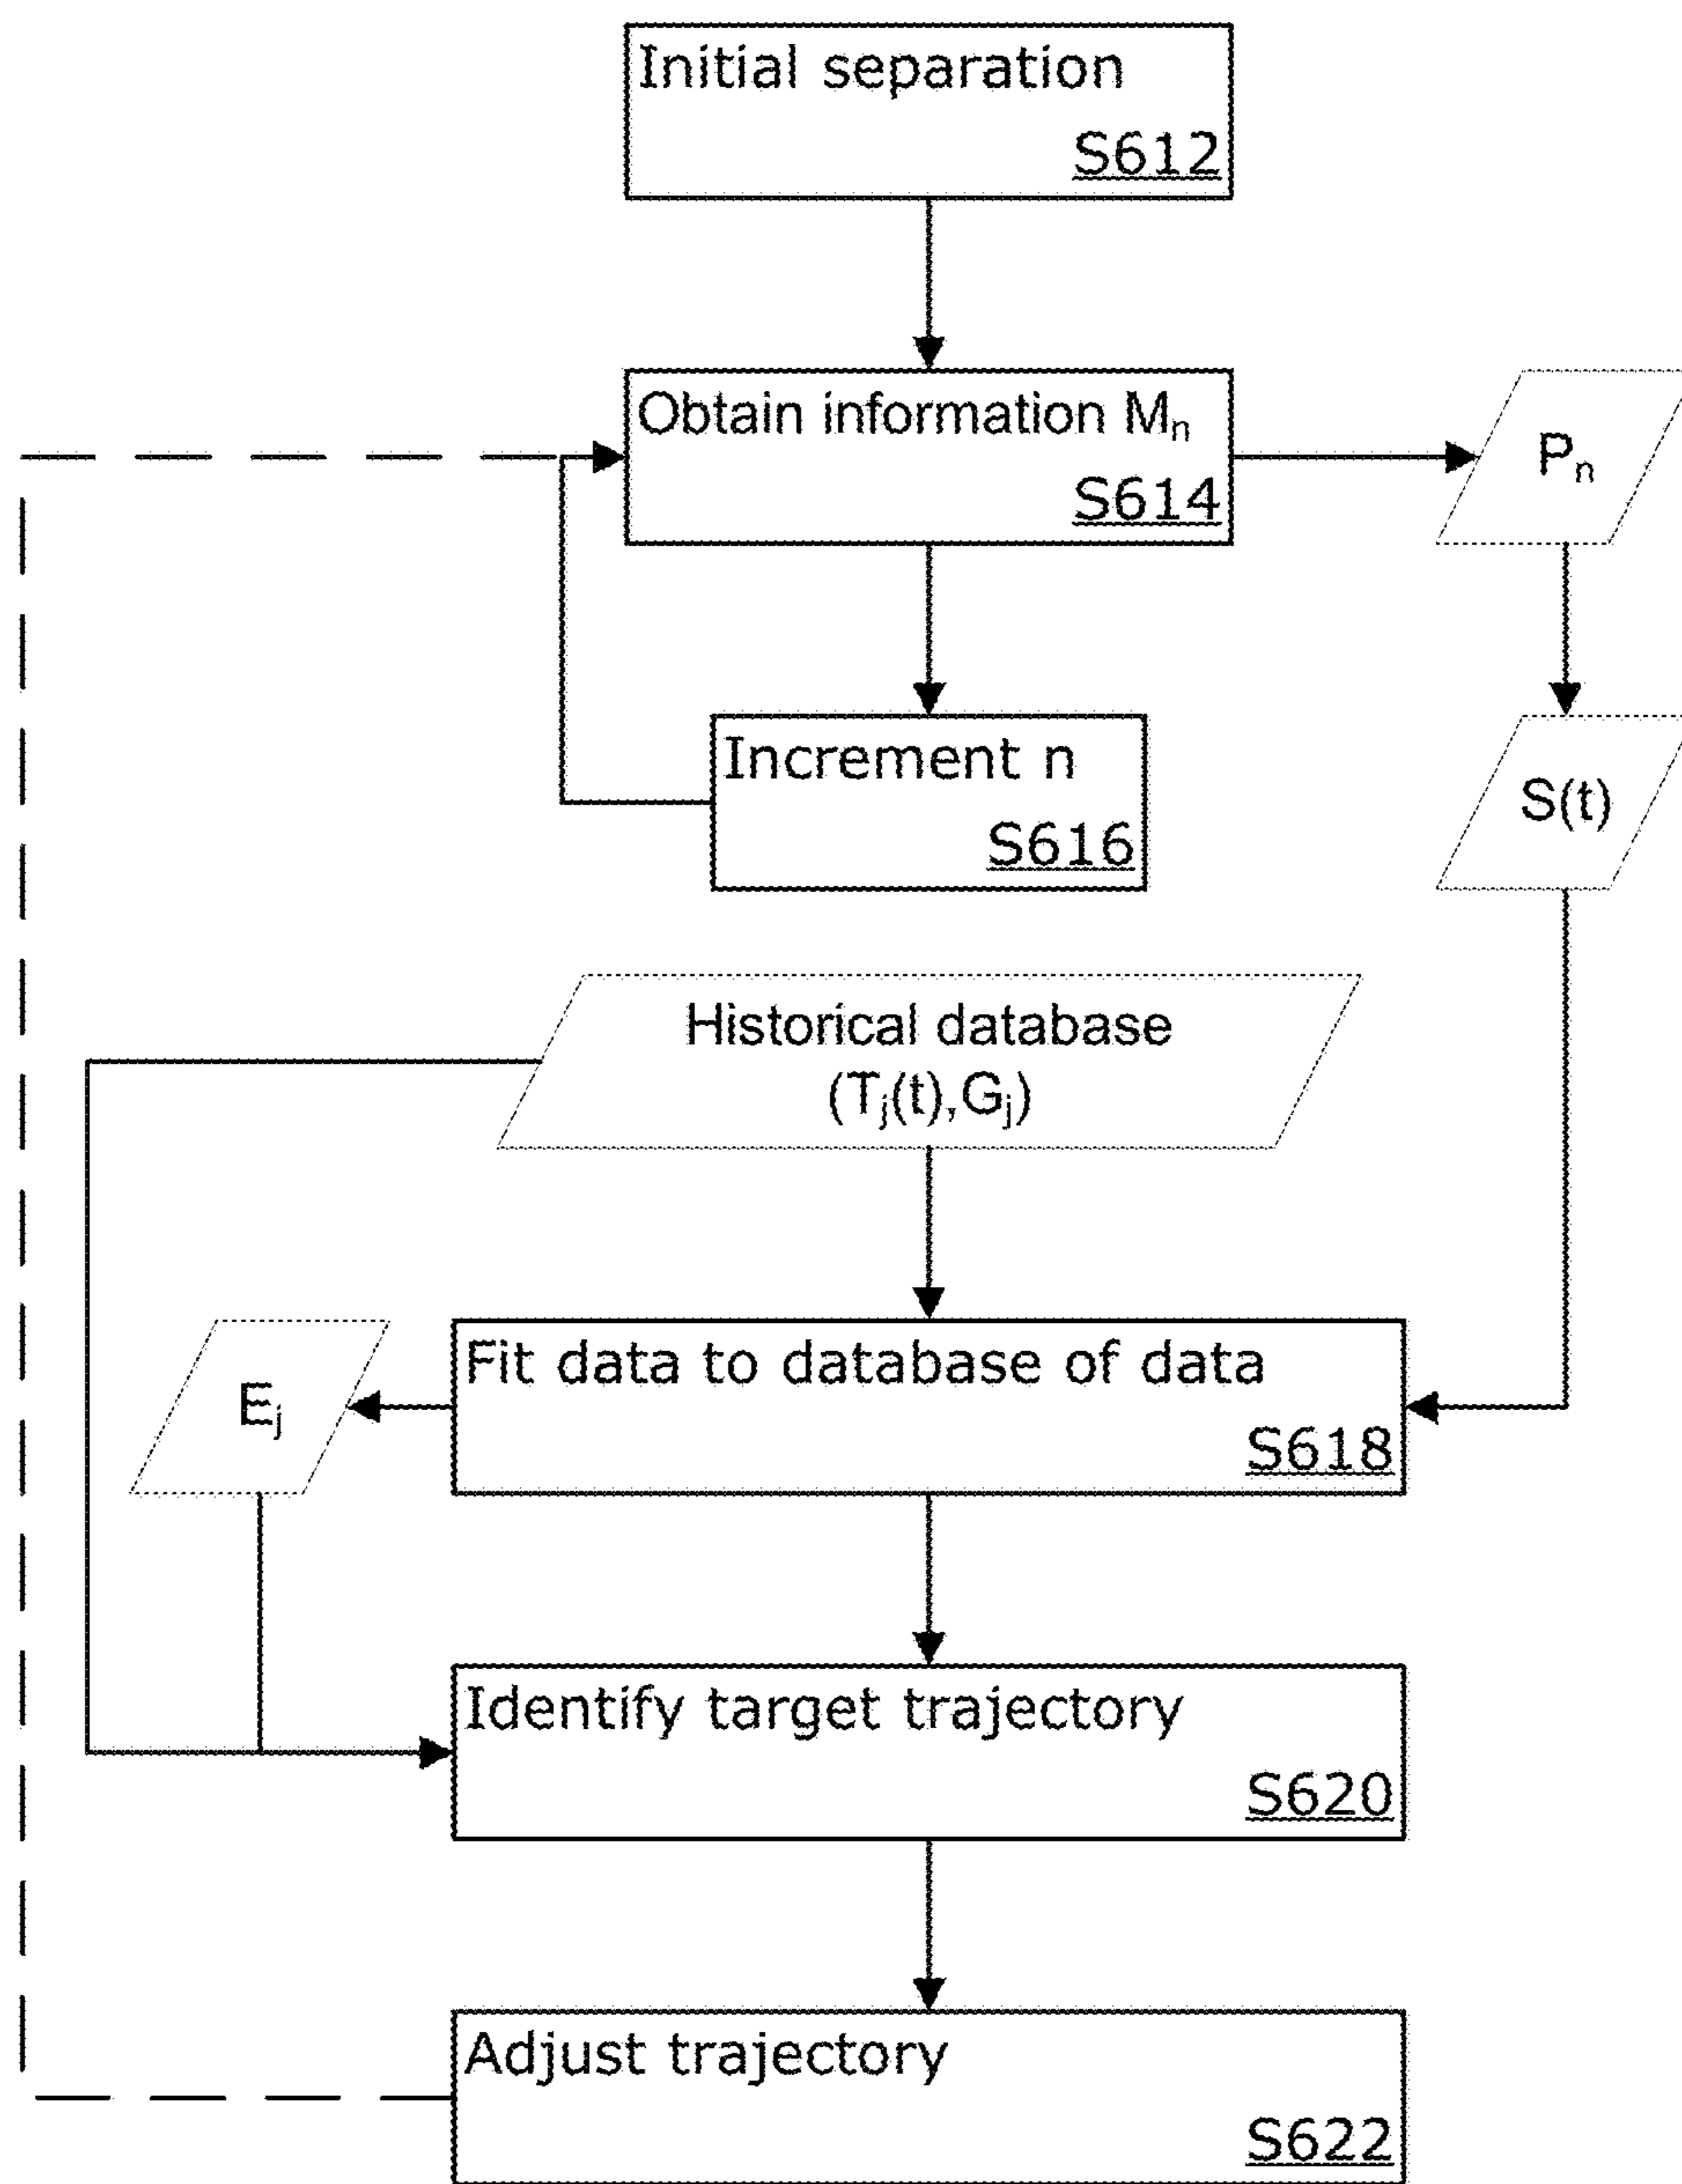 Initial separation
S612
Obtain information Mₙ
S614
Pₙ
Increment n
S616
S(t)
Historical database
(Tⱼ(t),Gⱼ)
Fit data to database of data
S618
Eⱼ
Identify target trajectory
S620
Adjust trajectory
S622